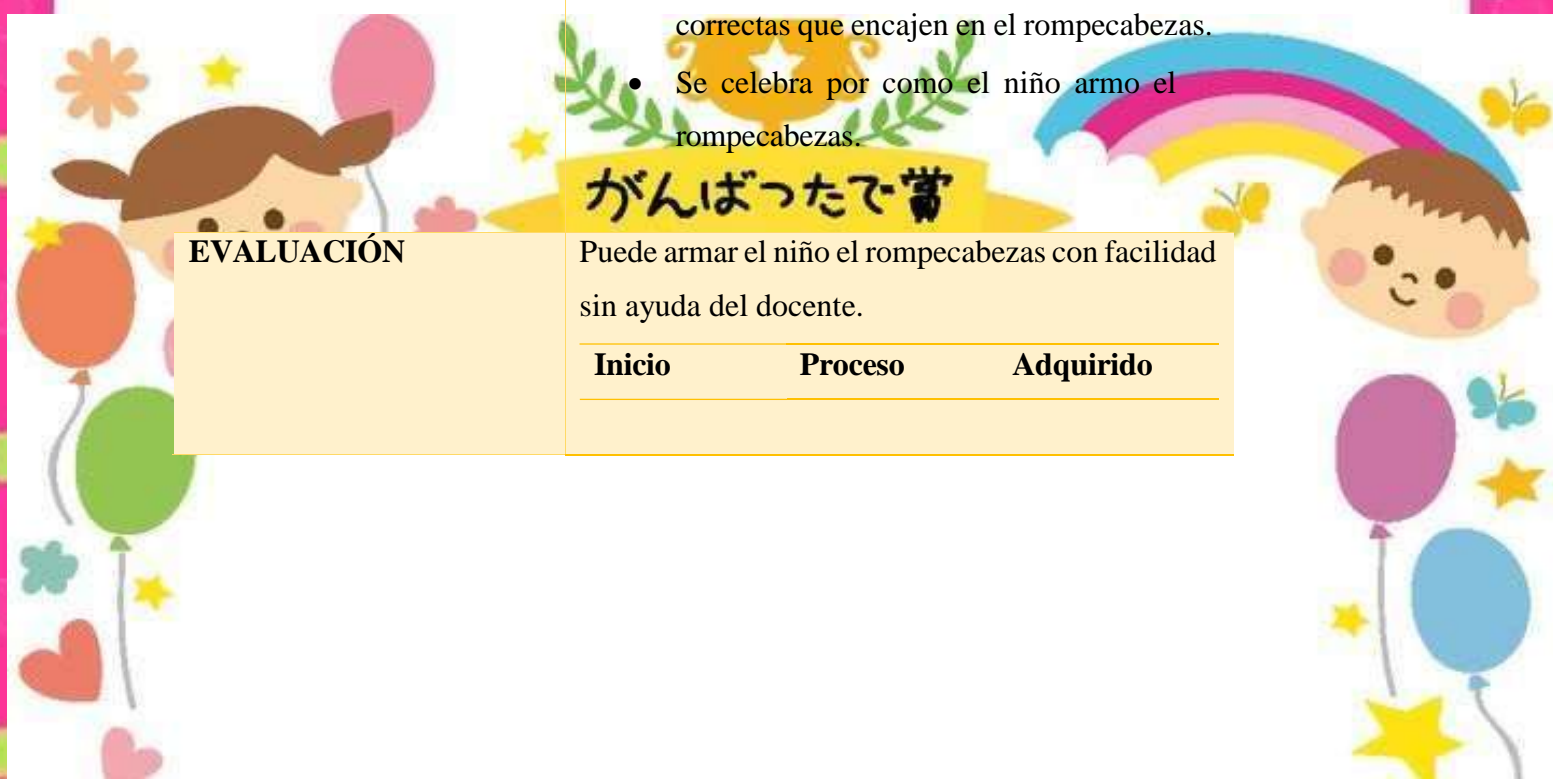 correctas que encajen en el rompecabezas.
• Se celebra por como el niño armo el
rompecabezas.
がんばったで賞
EVALUACIÓN
Puede armar el niño el rompecabezas con facilidad
sin ayuda del docente.
Inicio Proceso Adquirido